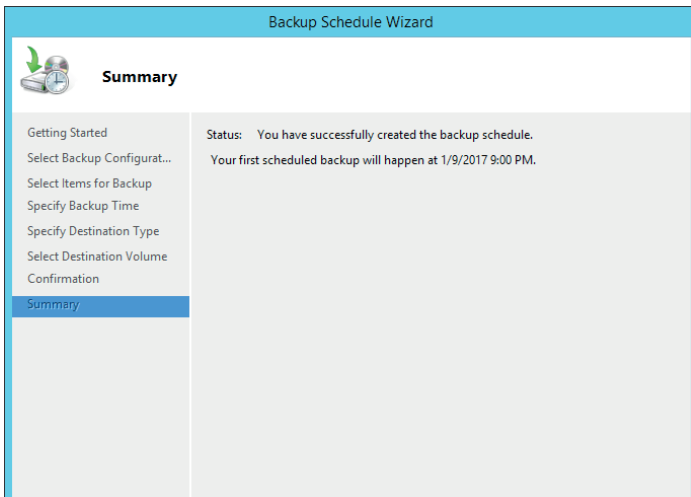 Backup Schedule Wizard
Summary
Getting Started
Select Backup Configurat...
Select Items for Backup
Specify Backup Time
Specify Destination Type
Select Destination Volume
Confirmation
Summary
Status: You have successfully created the backup schedule.
Your first scheduled backup will happen at 1/9/2017 9:00 PM.